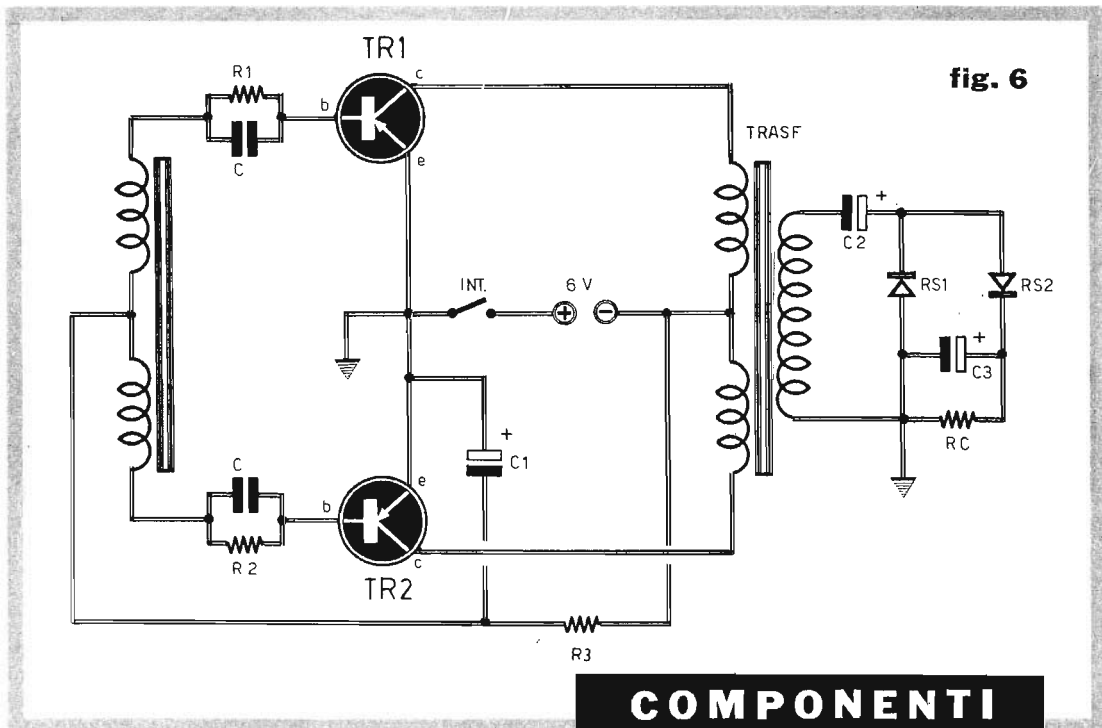 TR1
fig. 6
R1
c
b
C
e
TRASF
+
C2
INT.
6 V
+
−
RS1
RS2
+
C3
RC
+
C1
C
e
b
R2
c
TR2
R3
COMPONENTI